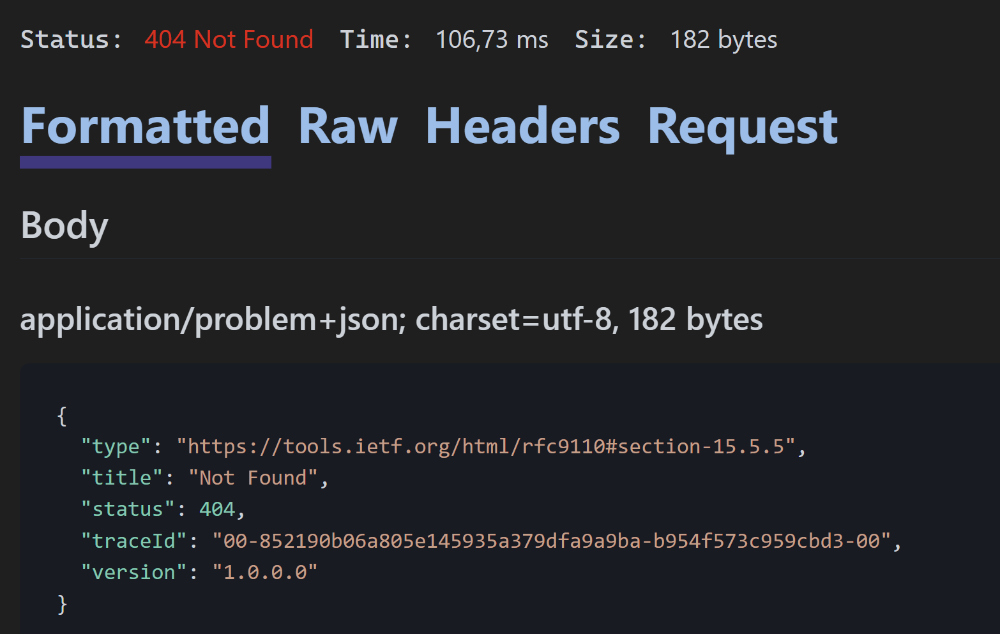 Status: 404 Not Found Time: 106,73 ms Size: 182 bytes
Formatted Raw Headers Request
Body
application/problem+json; charset=utf-8, 182 bytes
{
  "type": "https://tools.ietf.org/html/rfc9110#section-15.5.5",
  "title": "Not Found",
  "status": 404,
  "traceId": "00-852190b06a805e145935a379dfa9a9ba-b954f573c959cbd3-00",
  "version": "1.0.0.0"
}